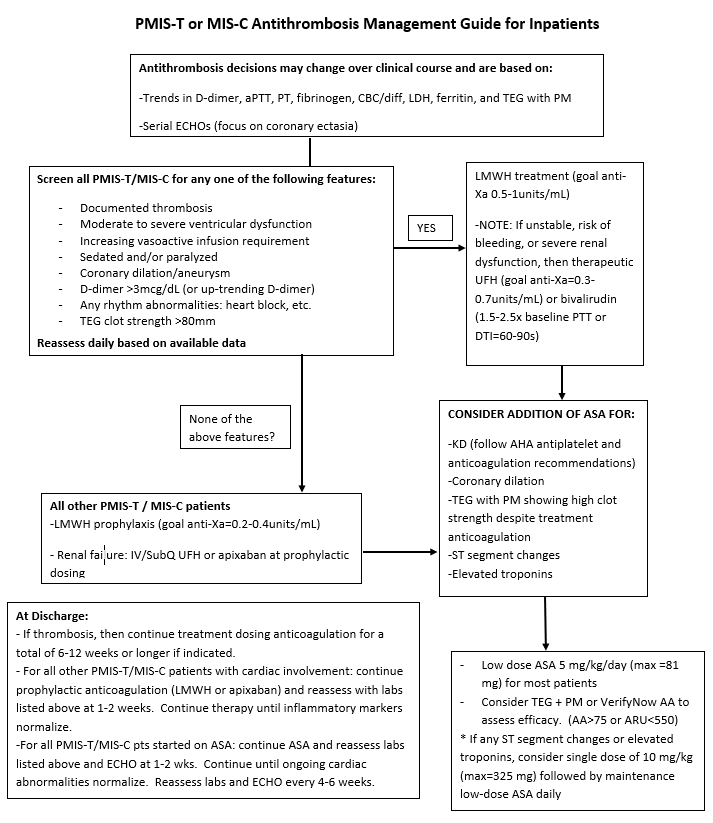 PMIS-T or MIS-C Antithrombosis Management Guide for Inpatients
Antithrombosis decisions may change over clinical course and are based on:
-Trends in D-dimer, aPTT, PT, fibrinogen, CBC/diff, LDH, ferritin, and TEG with PM
-Serial ECHOs (focus on coronary ectasia)
Screen all PMIS-T/MIS-C for any one of the following features:
- Documented thrombosis
- Moderate to severe ventricular dysfunction
- Increasing vasoactive infusion requirement
- Sedated and/or paralyzed
- Coronary dilation/aneurysm
- D-dimer >3mcg/dL (or up-trending D-dimer)
- Any rhythm abnormalities: heart block, etc.
- TEG clot strength >80mm
Reassess daily based on available data
YES
LMWH treatment (goal anti-
Xa 0.5-1units/mL)
-NOTE: If unstable, risk of
bleeding, or severe renal
dysfunction, then therapeutic
UFH (goal anti-Xa=0.3-
0.7units/mL) or bivalirudin
(1.5-2.5x baseline PTT or
DTI=60-90s)
None of the
above features?
CONSIDER ADDITION OF ASA FOR:
-KD (follow AHA antiplatelet and
anticoagulation recommendations)
-Coronary dilation
-TEG with PM showing high clot
strength despite treatment
anticoagulation
-ST segment changes
-Elevated troponins
All other PMIS-T / MIS-C patients
-LMWH prophylaxis (goal anti-Xa=0.2-0.4units/mL)
- Renal failure: IV/SubQ UFH or apixaban at prophylactic
dosing
At Discharge:
- If thrombosis, then continue treatment dosing anticoagulation for a
total of 6-12 weeks or longer if indicated.
- For all other PMIS-T/MIS-C patients with cardiac involvement: continue
prophylactic anticoagulation (LMWH or apixaban) and reassess with labs
listed above at 1-2 weeks. Continue therapy until inflammatory markers
normalize.
-For all PMIS-T/MIS-C pts started on ASA: continue ASA and reassess labs
listed above and ECHO at 1-2 wks. Continue until ongoing cardiac
abnormalities normalize. Reassess labs and ECHO every 4-6 weeks.
- Low dose ASA 5 mg/kg/day (max =81
mg) for most patients
- Consider TEG + PM or VerifyNow AA to
assess efficacy. (AA>75 or ARU<550)
* If any ST segment changes or elevated
troponins, consider single dose of 10 mg/kg
(max=325 mg) followed by maintenance
low-dose ASA daily